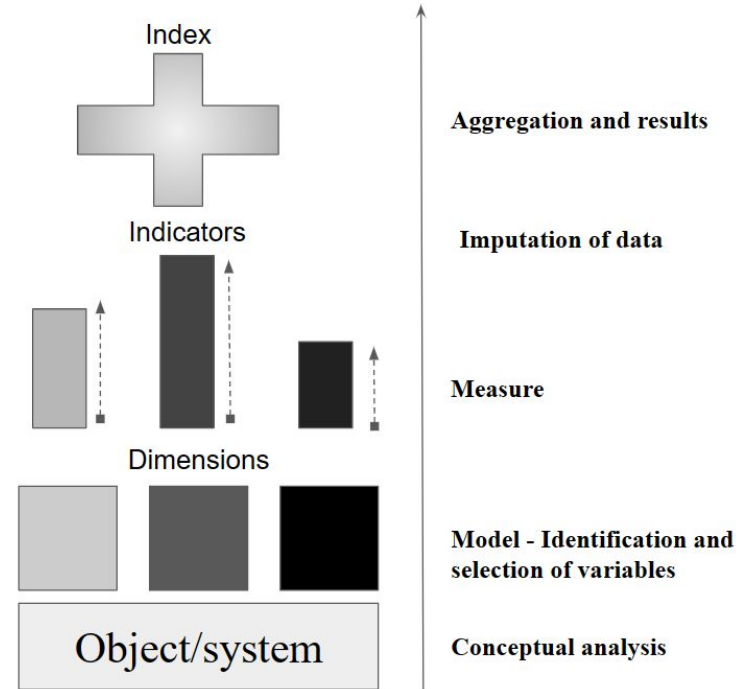 Index
Aggregation and results
Indicators
Imputation of data
Measure
Dimensions
Model - Identification and
selection of variables
Object/system
Conceptual analysis